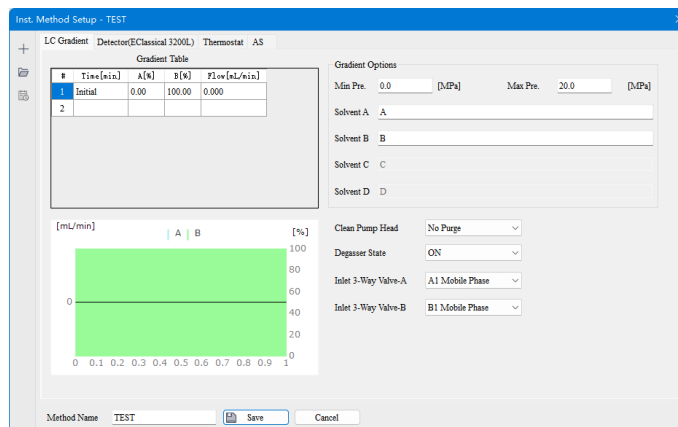 Inst. Method Setup - TEST
LC Gradient Detector(EClassical 3200L) Thermostat AS
Gradient Table
# Time[min] A[%] B[%] Flow[mL/min]
1 Initial 0.00 100.00 0.000
2
Gradient Options
Min Pre. 0.0 [MPa] Max Pre. 20.0 [MPa]
Solvent A A
Solvent B B
Solvent C C
Solvent D D
[mL/min] A B [%]
100
80
60
0
40
20
0
0 0.1 0.2 0.3 0.4 0.5 0.6 0.7 0.8 0.9 1
Clean Pump Head No Purge
Degasser State ON
Inlet 3-Way Valve-A A1 Mobile Phase
Inlet 3-Way Valve-B B1 Mobile Phase
Method Name TEST Save Cancel